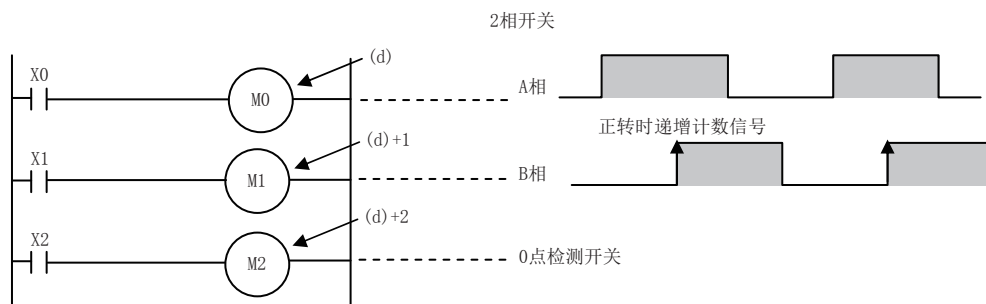 2相开关
X0
M0
(d)
A相
正转时递增计数信号
X1
M1
(d)+1
B相
X2
M2
(d)+2
0点检测开关